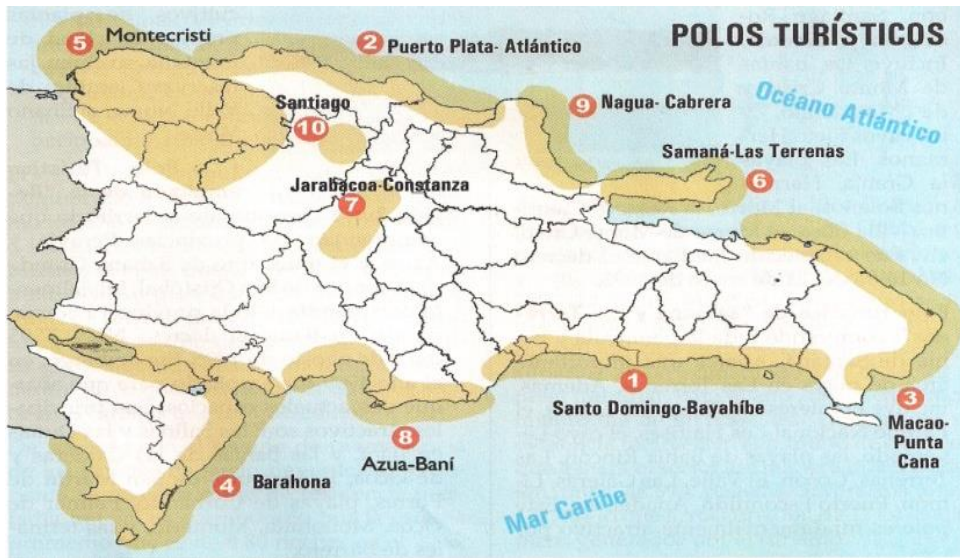 POLOS TURÍSTICOS
5 Montecristi
2 Puerto Plata- Atlántico
Océano Atlántico
9 Nagua- Cabrera
Santiago
10
Samaná-Las Terrenas
6
Jarabacoa-Constanza
7
1
Santo Domingo-Bayahíbe
3
Macao-
Punta
Cana
8
Azua-Baní
4 Barahona
Mar Caribe